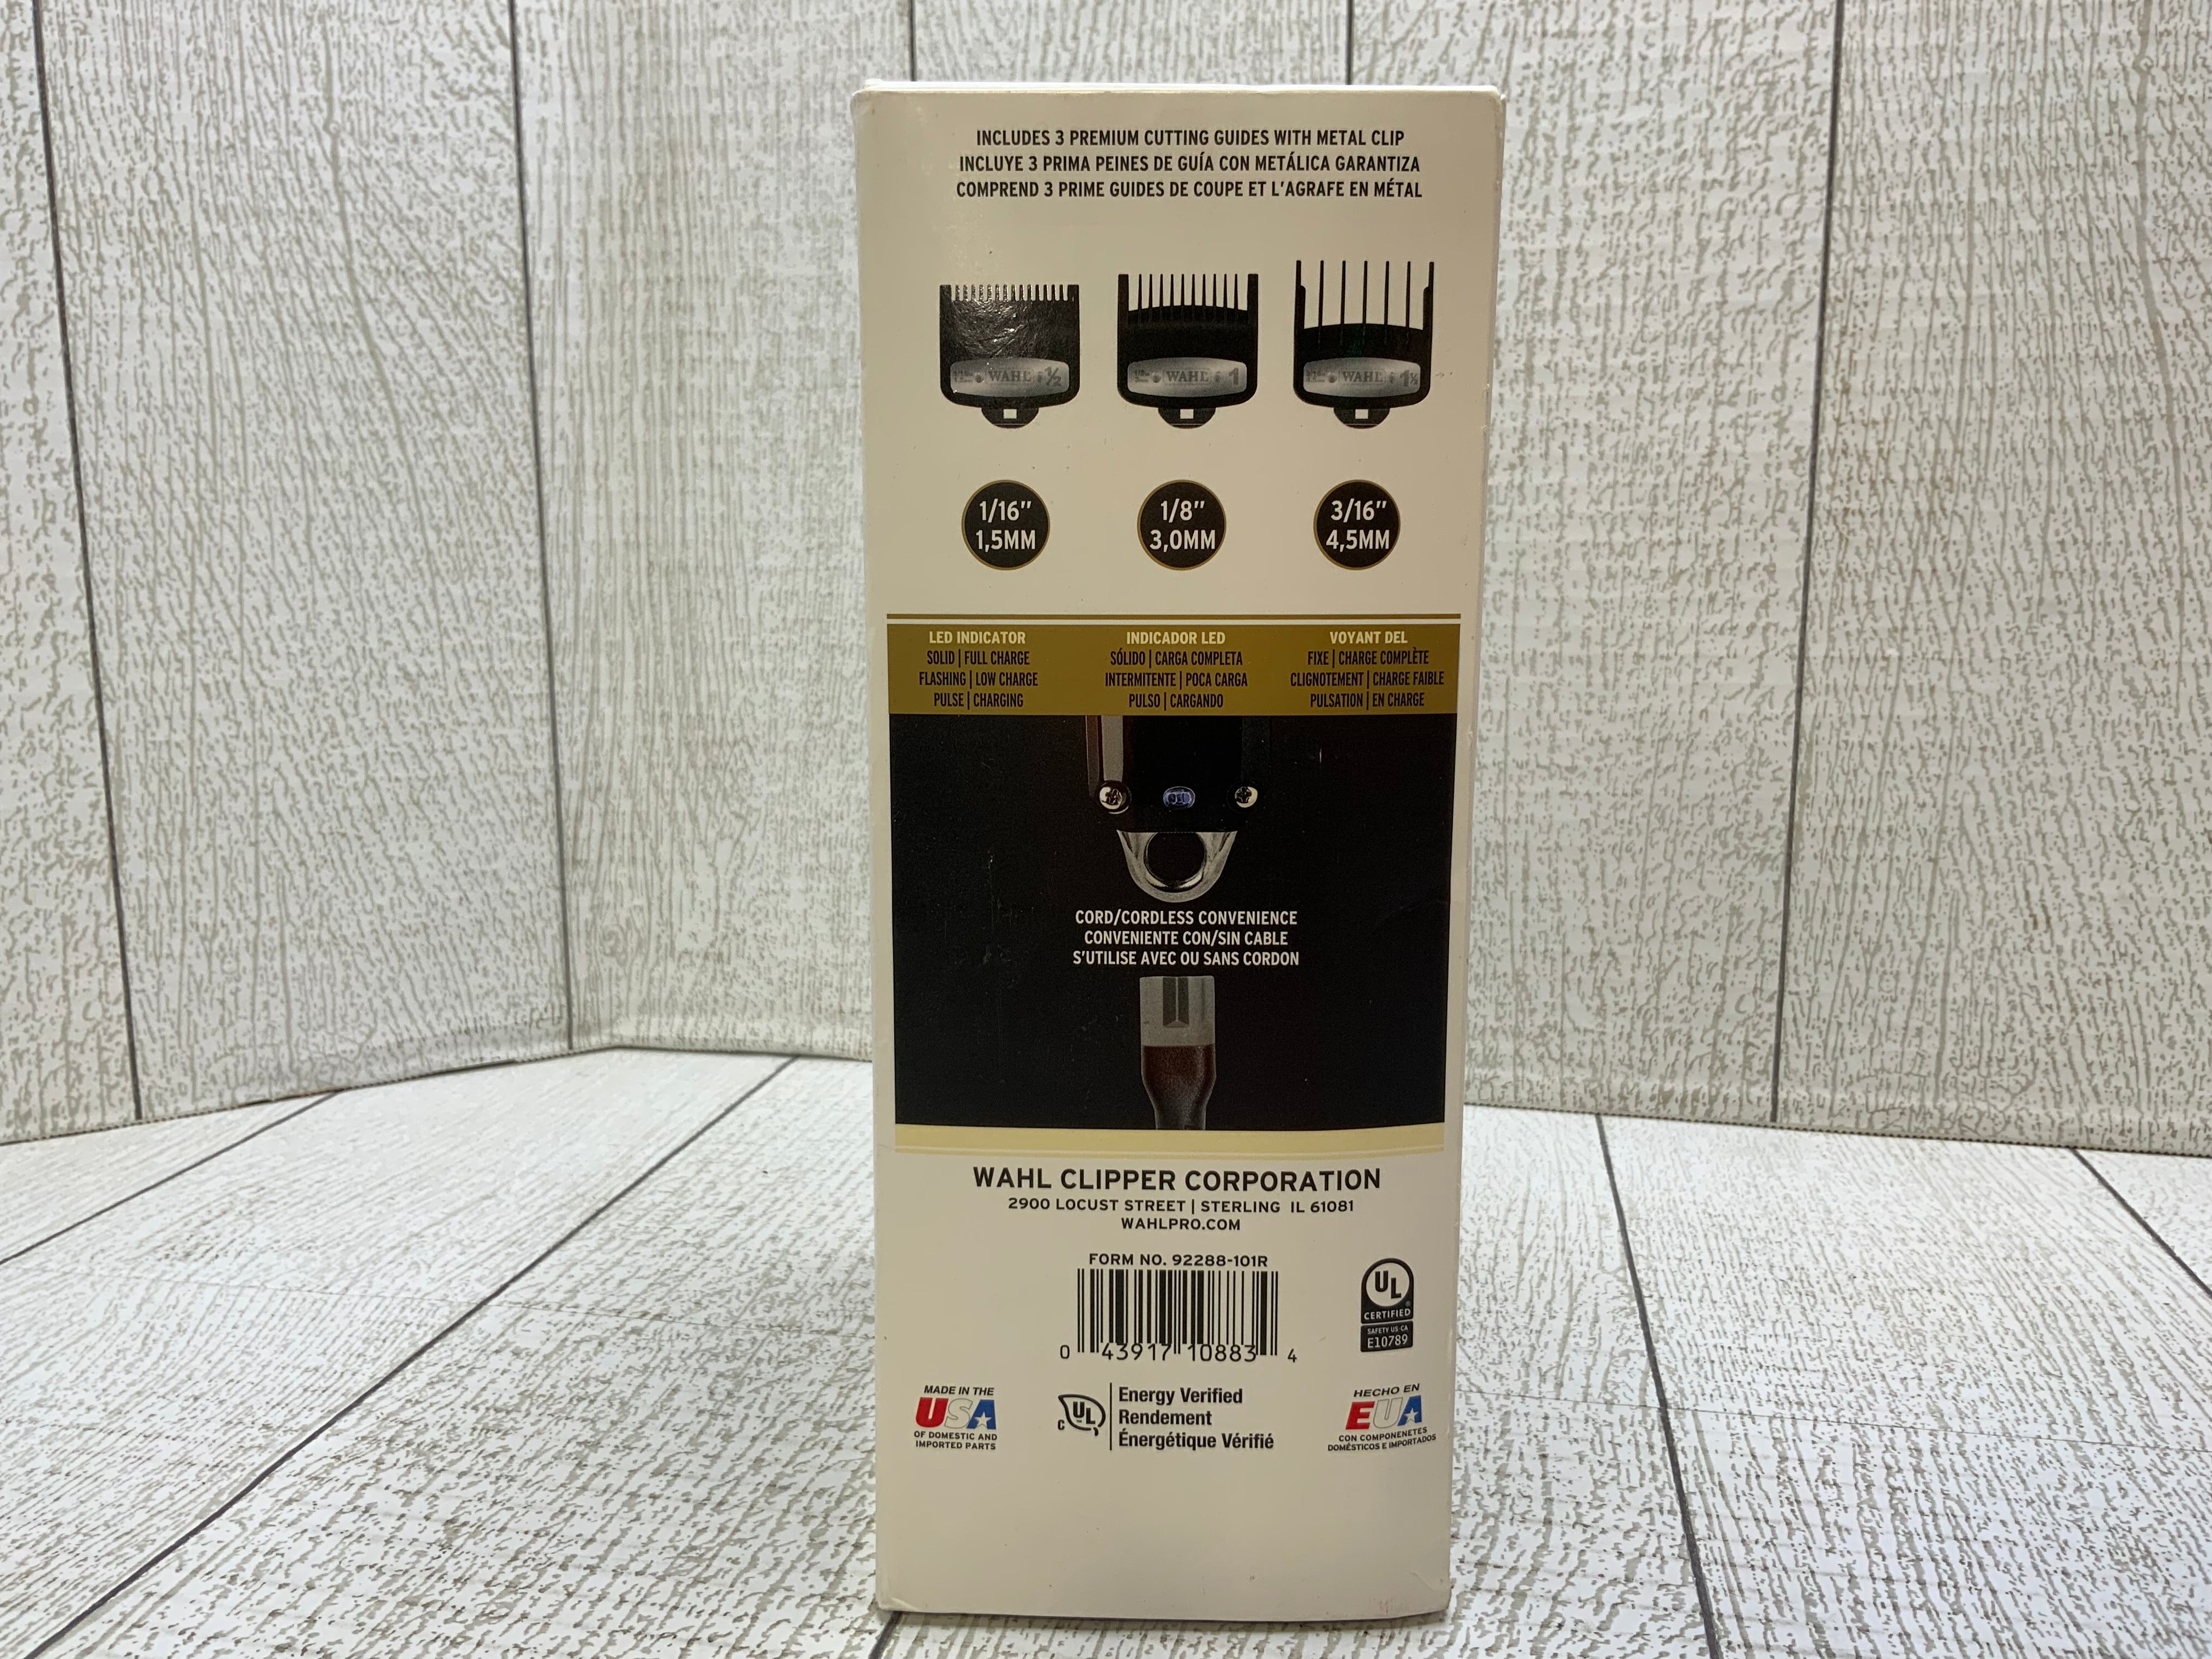 INCLUDES 3 PREMIUM CUTTING GUIDES WITH METAL CLIP
INCLUYE 3 PRIMA PEINES DE GUÍA CON METÁLICA GARANTIZA
COMPREND 3 PRIME GUIDES DE COUPE ET L'AGRAFE EN MÉTAL
WAHL 1/2
WAHL 1
WAHL 1½
1/16"
1,5MM
1/8"
3,0MM
3/16"
4,5MM
LED INDICATOR
SOLID | FULL CHARGE
FLASHING | LOW CHARGE
PULSE | CHARGING
INDICADOR LED
SÓLIDO | CARGA COMPLETA
INTERMITENTE | POCA CARGA
PULSO | CARGANDO
VOYANT DEL
FIXE | CHARGE COMPLÈTE
CLIGNOTEMENT | CHARGE FAIBLE
PULSATION | EN CHARGE
CORD/CORDLESS CONVENIENCE
CONVENIENTE CON/SIN CABLE
S'UTILISE AVEC OU SANS CORDON
WAHL CLIPPER CORPORATION
2900 LOCUST STREET | STERLING IL 61081
WAHLPRO.COM
FORM NO. 92288-101R
0 43917 10883 4
UL
CERTIFIED
SAFETY US-CA
E10789
MADE IN THE
USA
OF DOMESTIC AND
IMPORTED PARTS
c UL
Energy Verified
Rendement
Énergétique Vérifié
HECHO EN
EUA
CON COMPONENETES
DOMÉSTICOS E IMPORTADOS